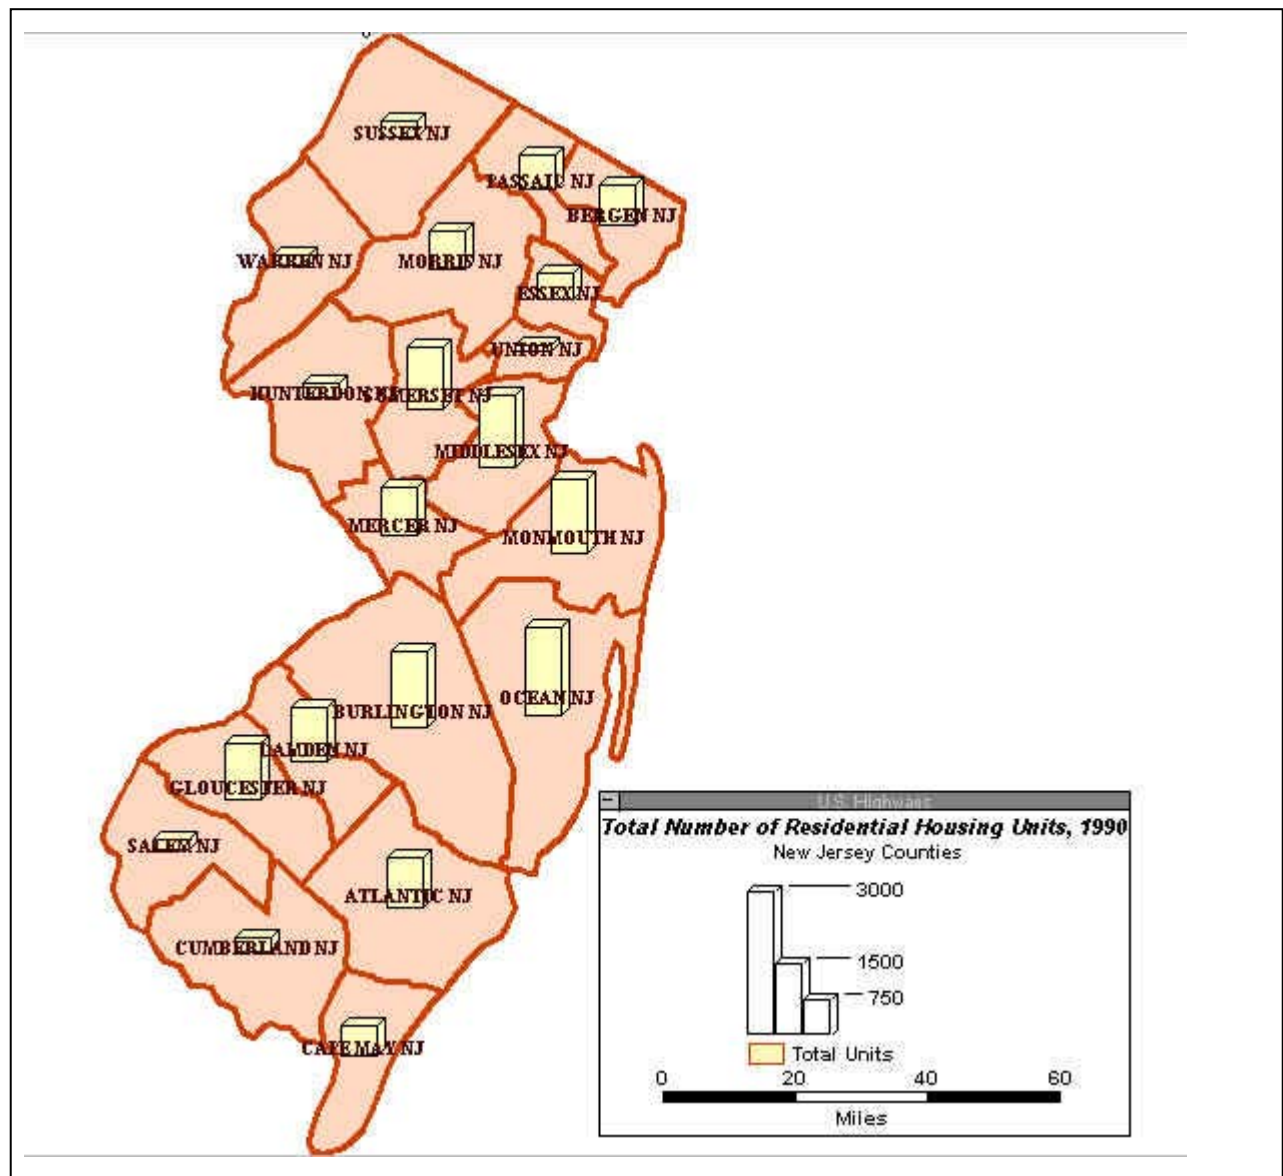 SUSSEX NJ
PASSAIC NJ
BERGEN NJ
WARREN NJ
MORRIS NJ
ESSEX NJ
UNION NJ
HUNTERDON NJ
SOMERSET NJ
MIDDLESEX NJ
MERCER NJ
MONMOUTH NJ
OCEAN NJ
BURLINGTON NJ
CAMDEN NJ
GLOUCESTER NJ
SALEM NJ
ATLANTIC NJ
CUMBERLAND NJ
CAPE MAY NJ
U.S. Highways
Total Number of Residential Housing Units, 1990
New Jersey Counties
3000
1500
750
Total Units
0 20 40 60
Miles